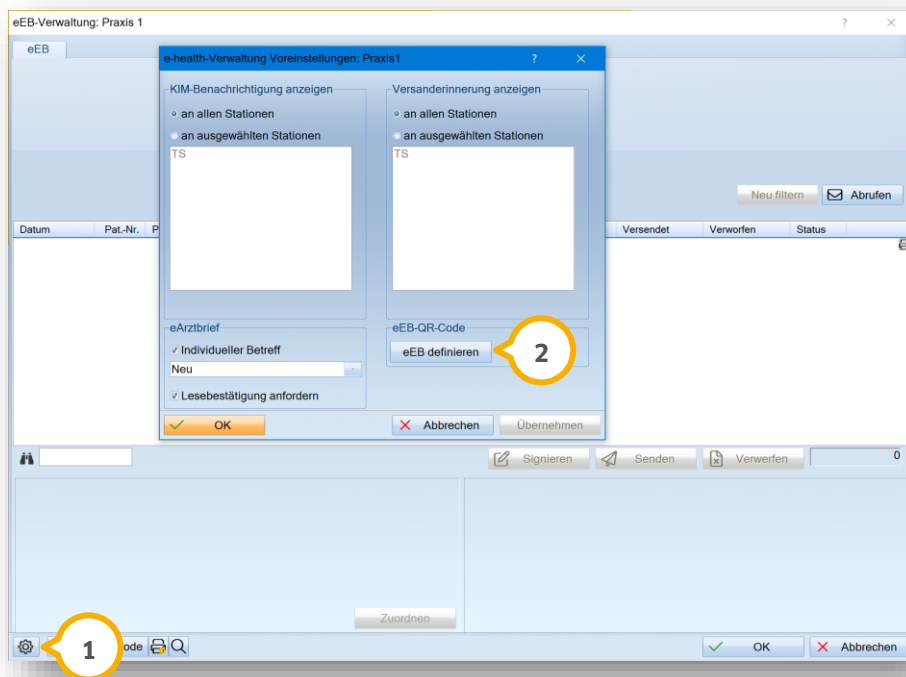 eEB-Verwaltung: Praxis 1
eEB
e-health-Verwaltung Voreinstellungen: Praxis1
KIM-Benachrichtigung anzeigen
an allen Stationen
an ausgewählten Stationen
TS
Versanderinnerung anzeigen
an allen Stationen
an ausgewählten Stationen
TS
Neu filtern
Abrufen
Datum Pat.-Nr. P
Versendet Verworfen Status
eArztbrief
Individueller Betreff
Neu
Lesebestätigung anfordern
eEB-QR-Code
eEB definieren
2
OK
Abbrechen
Übernehmen
Signieren
Senden
Verwerfen
0
Zuordnen
1
ode
OK
Abbrechen